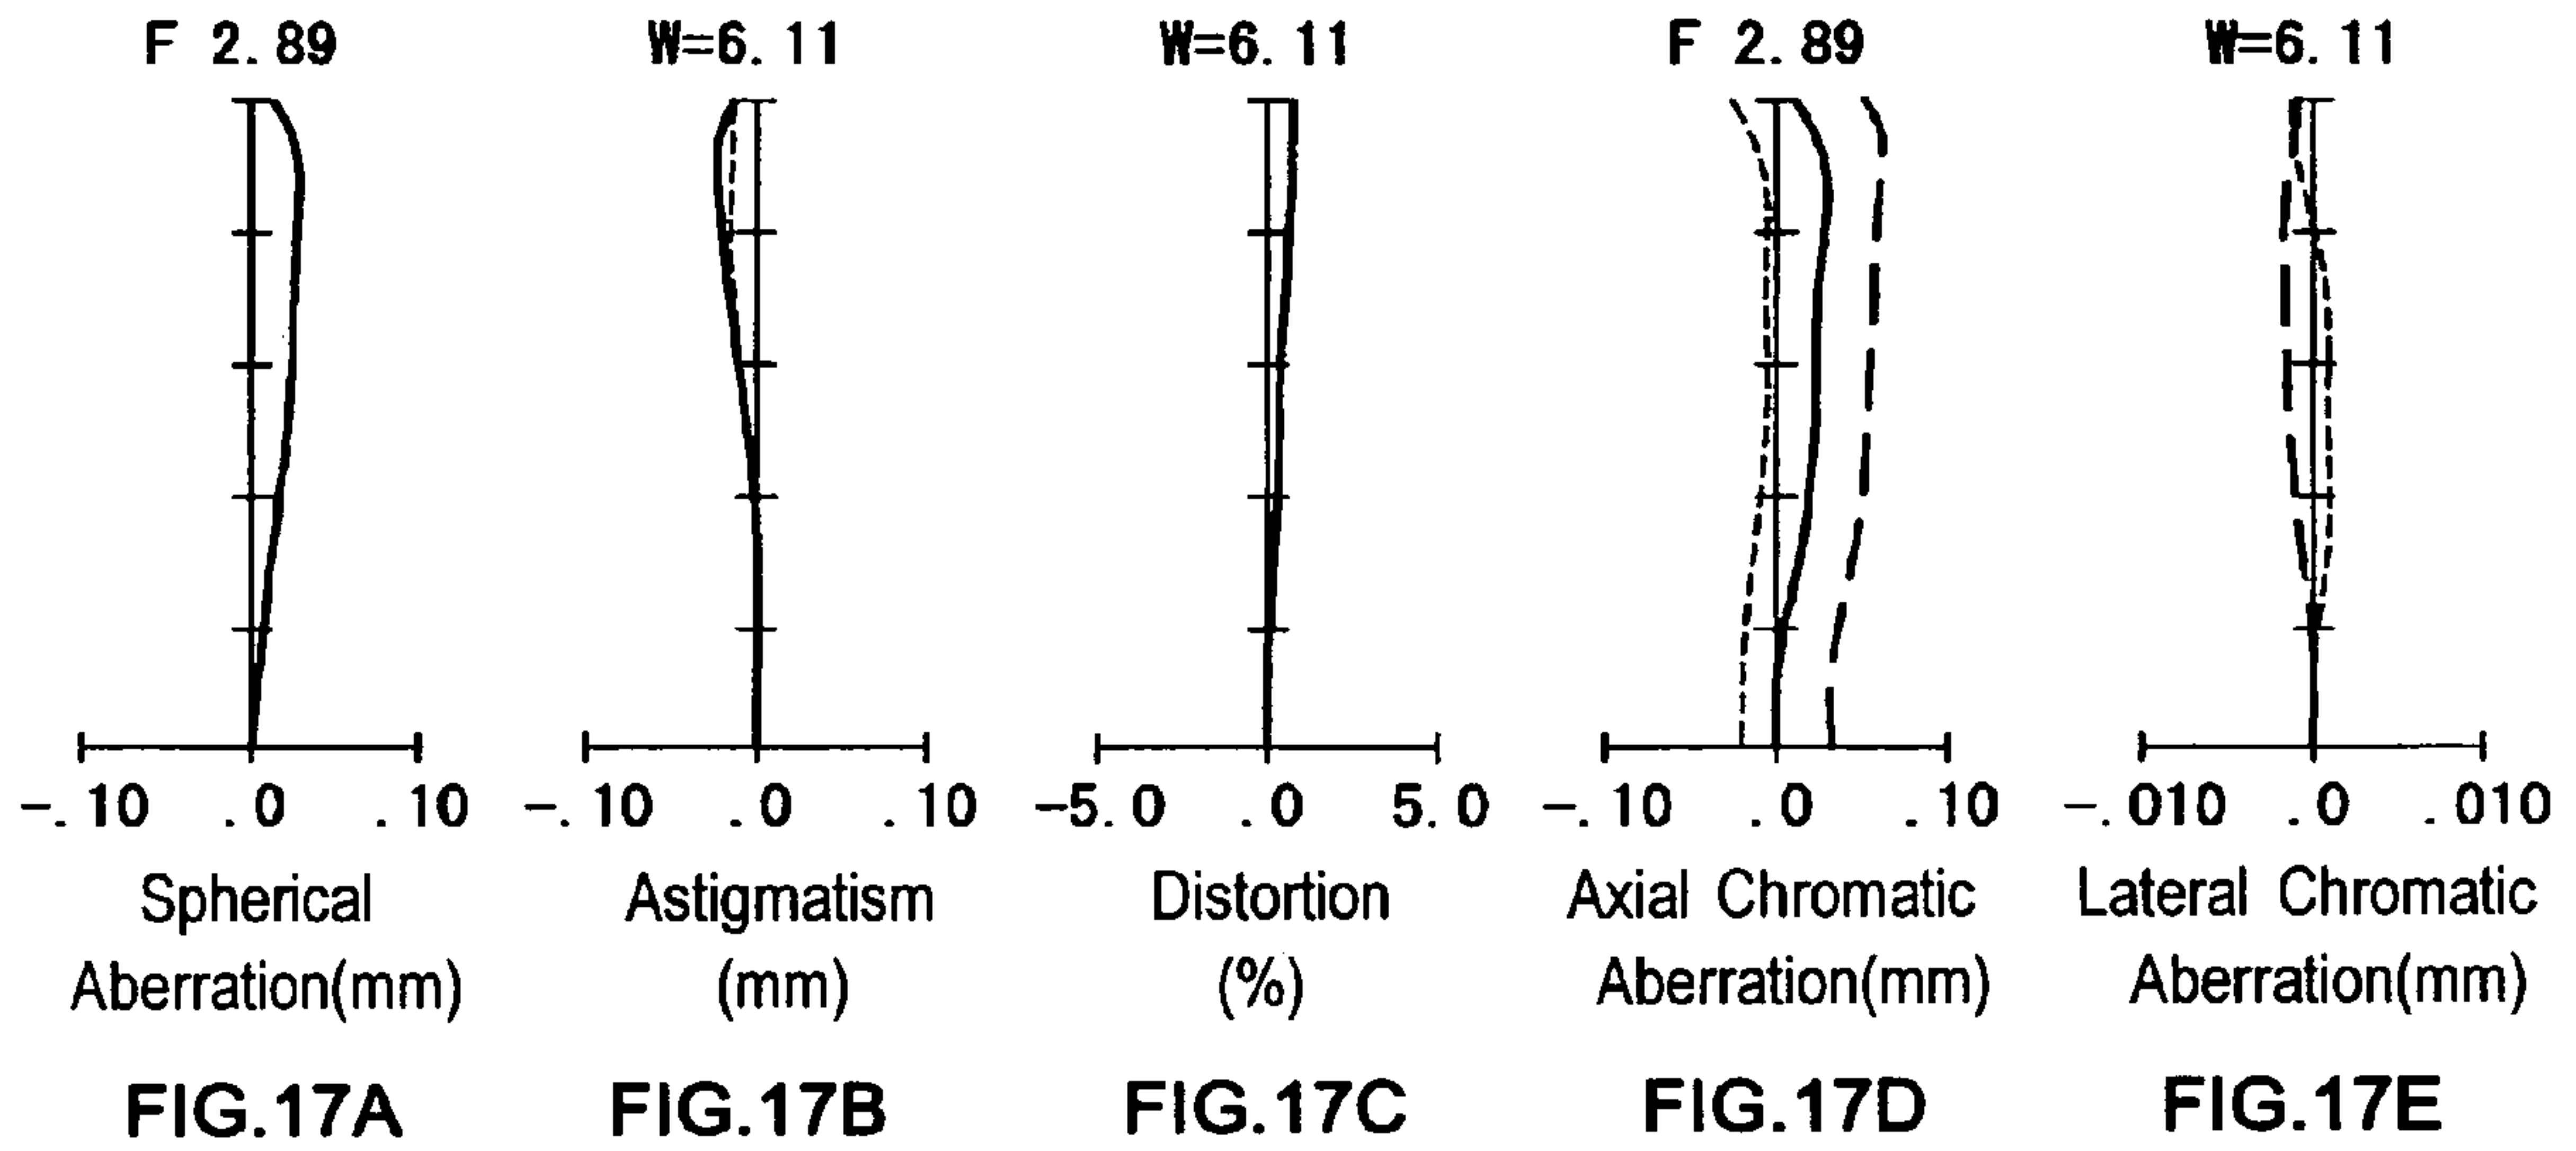 F 2.89
W=6.11
W=6.11
F 2.89
W=6.11
-.10 .0 .10
-.10 .0 .10
-5.0 .0 5.0
-.10 .0 .10
-.010 .0 .010
Spherical
Aberration(mm)
Astigmatism
(mm)
Distortion
(%)
Axial Chromatic
Aberration(mm)
Lateral Chromatic
Aberration(mm)
FIG.17A
FIG.17B
FIG.17C
FIG.17D
FIG.17E